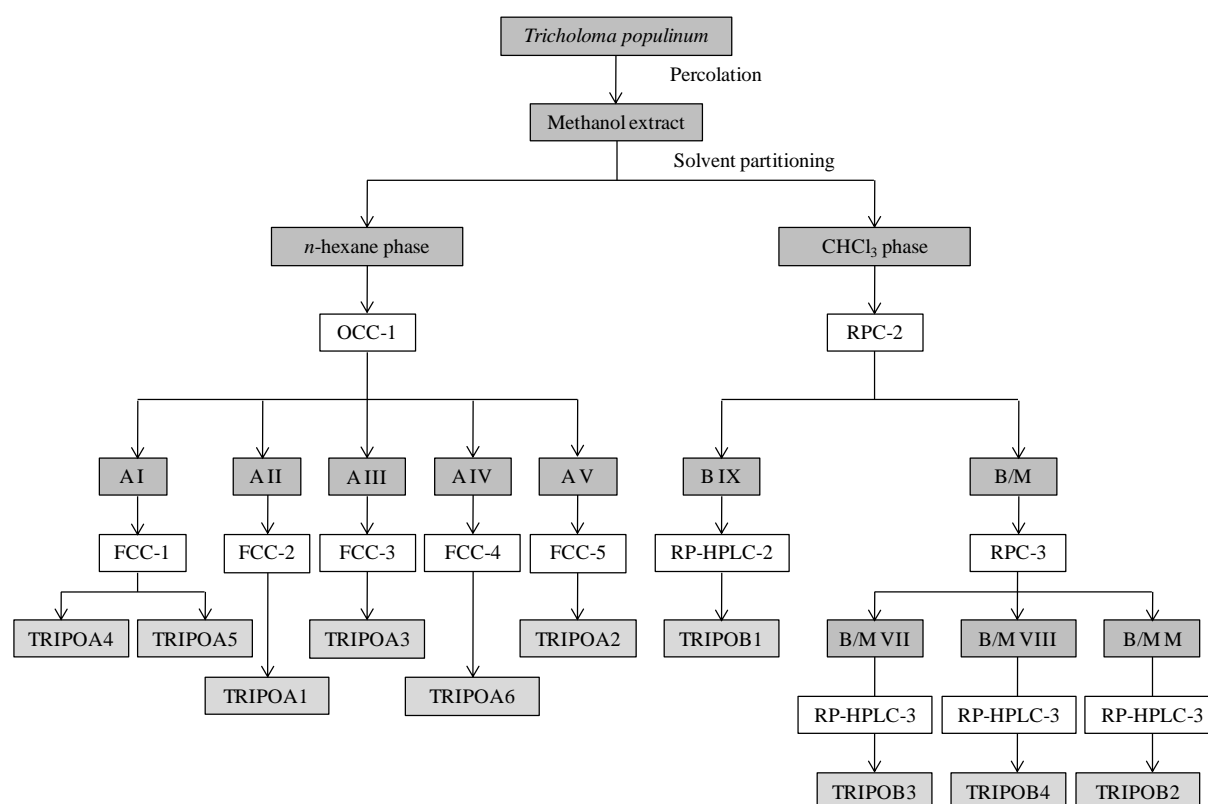 Tricholoma populinum
Percolation
Methanol extract
Solvent partitioning
n-hexane phase
CHCl₃ phase
OCC-1
RPC-2
A I
A II
A III
A IV
A V
B IX
B/M
FCC-1
FCC-2
FCC-3
FCC-4
FCC-5
RP-HPLC-2
RPC-3
TRIPOA4
TRIPOA5
TRIPOA3
TRIPOA2
TRIPOB1
B/M VII
B/M VIII
B/M M
TRIPOA1
TRIPOA6
RP-HPLC-3
RP-HPLC-3
RP-HPLC-3
TRIPOB3
TRIPOB4
TRIPOB2